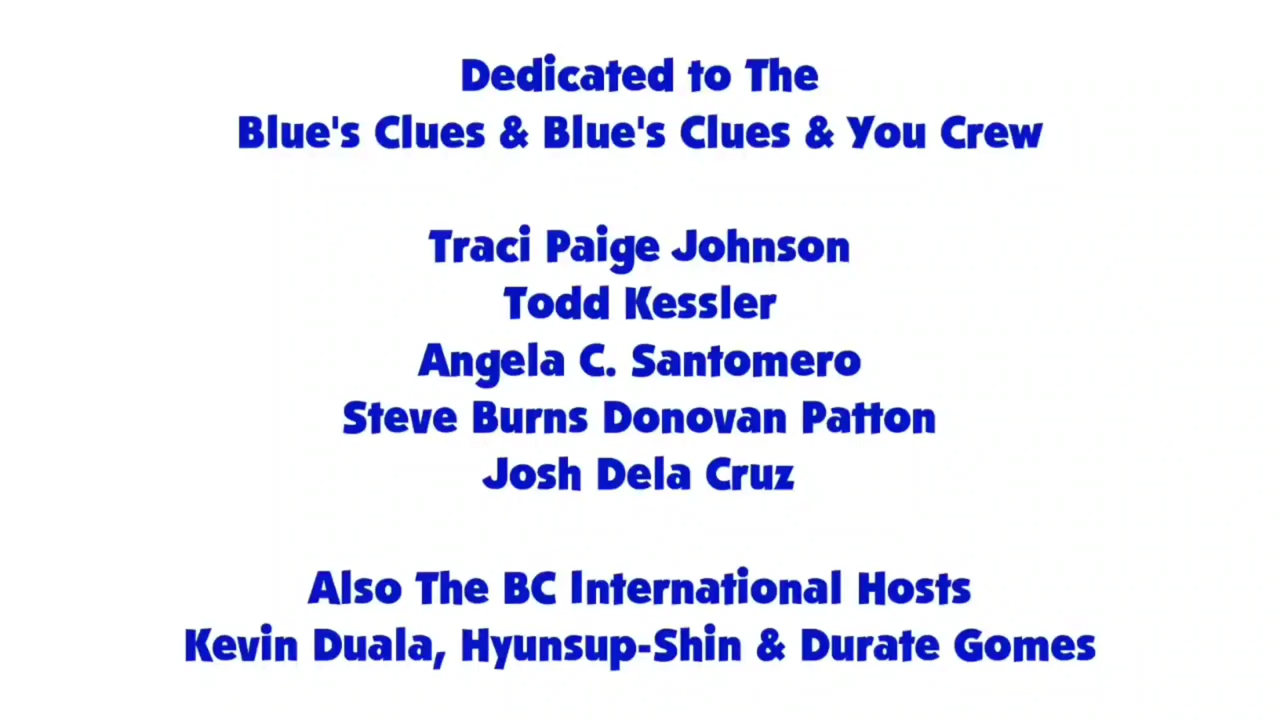 Dedicated to The
Blue's Clues & Blue's Clues & You Crew
Traci Paige Johnson
Todd Kessler
Angela C. Santomero
Steve Burns Donovan Patton
Josh Dela Cruz
Also The BC International Hosts
Kevin Duala, Hyunsup-Shin & Durate Gomes